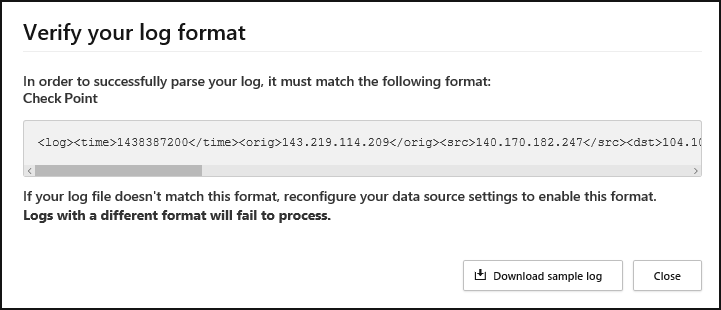 Verify your log format
In order to successfully parse your log, it must match the following format:
Check Point
<log><time>1438387200</time><orig>143.219.114.209</orig><src>140.170.182.247</src><dst>104.10
If your log file doesn't match this format, reconfigure your data source settings to enable this format.
Logs with a different format will fail to process.
Download sample log
Close